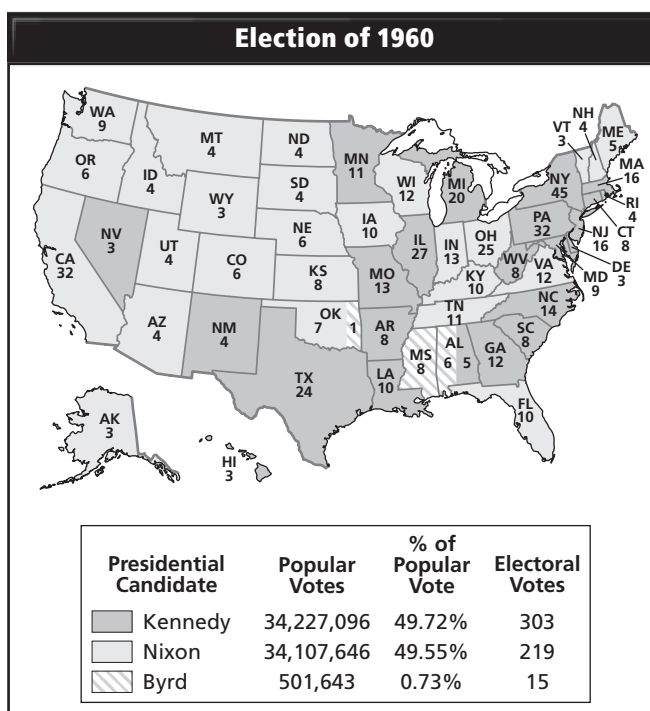 Election of 1960
WA
9
OR
6
CA
32
NV
3
ID
4
MT
4
WY
3
UT
4
AZ
4
CO
6
NM
4
ND
4
SD
4
NE
6
KS
8
OK
7
1
TX
24
MN
11
IA
10
MO
13
AR
8
LA
10
WI
12
IL
27
MI
20
IN
13
OH
25
KY
10
TN
11
MS
8
AL
6
5
GA
12
FL
10
SC
8
NC
14
VA
12
WV
8
PA
32
NY
45
VT
3
NH
4
ME
5
MA
16
RI
4
CT
8
NJ
16
DE
3
MD
9
AK
3
HI
3
Presidential Candidate
Popular Votes
% of Popular Vote
Electoral Votes
Kennedy 34,227,096 49.72% 303
Nixon 34,107,646 49.55% 219
Byrd 501,643 0.73% 15